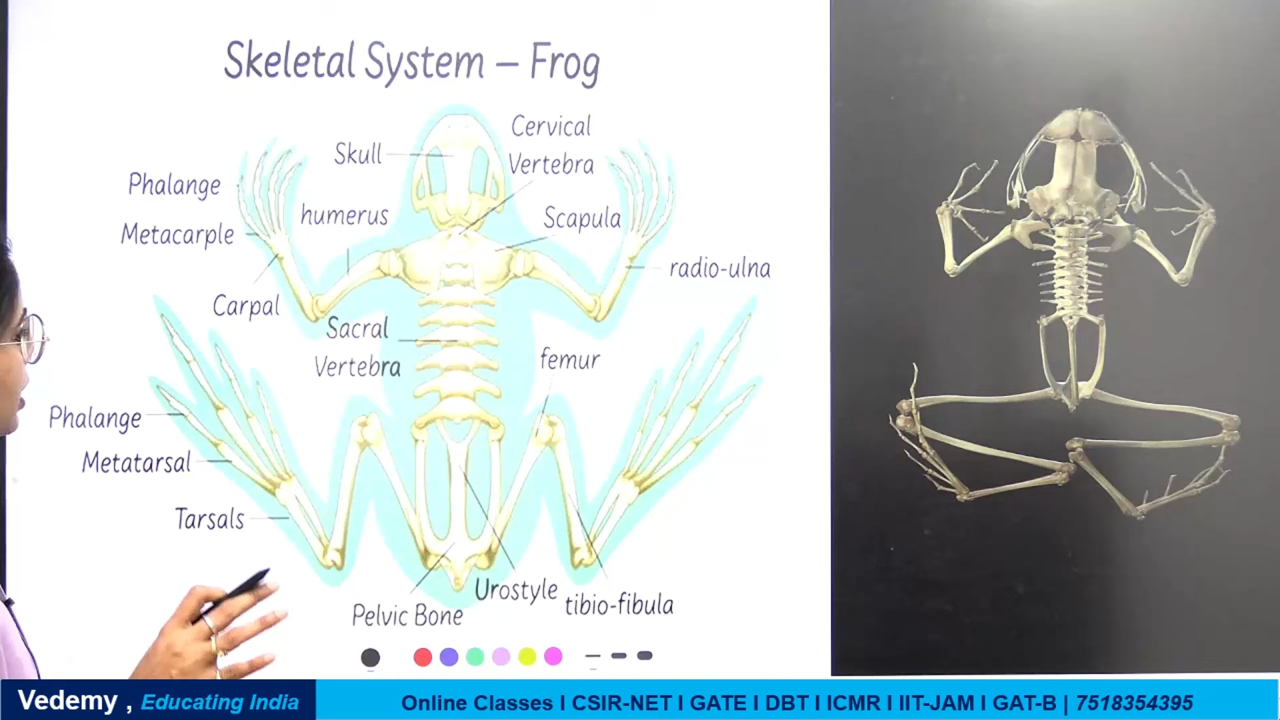 Skeletal System – Frog
Cervical
Vertebra
Skull
Phalange
humerus
Scapula
Metacarple
radio-ulna
Carpal
Sacral
Vertebra
femur
Phalange
Metatarsal
Tarsals
Urostyle
tibio-fibula
Pelvic Bone
Vedemy , Educating India
Online Classes I CSIR-NET I GATE I DBT I ICMR I IIT-JAM I GAT-B | 7518354395